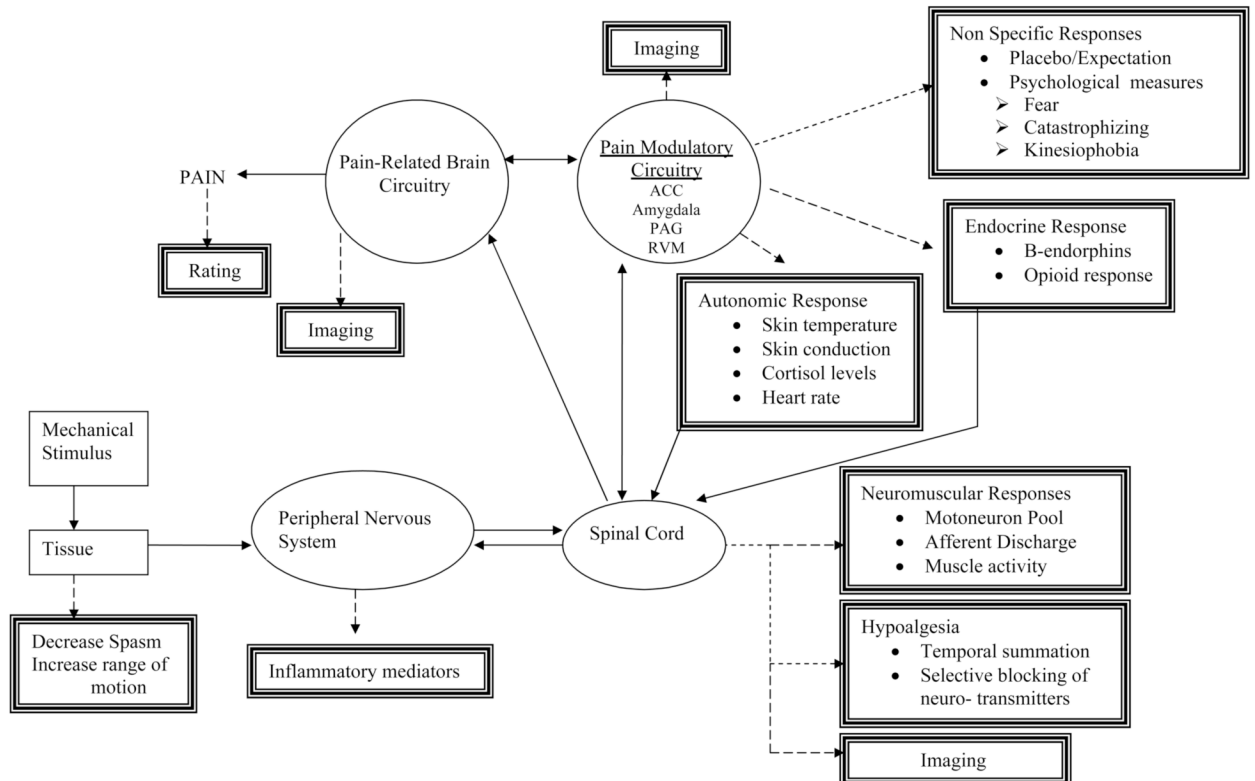 Imaging
Non Specific Responses
● Placebo/Expectation
● Psychological measures
➢ Fear
➢ Catastrophizing
➢ Kinesiophobia
Pain-Related Brain
Circuitry
Pain Modulatory
Circuitry
ACC
Amygdala
PAG
RVM
PAIN
Rating
Imaging
Endocrine Response
● B-endorphins
● Opioid response
Autonomic Response
● Skin temperature
● Skin conduction
● Cortisol levels
● Heart rate
Mechanical
Stimulus
Tissue
Peripheral Nervous
System
Spinal Cord
Neuromuscular Responses
● Motoneuron Pool
● Afferent Discharge
● Muscle activity
Decrease Spasm
Increase range of
motion
Inflammatory mediators
Hypoalgesia
● Temporal summation
● Selective blocking of
neuro- transmitters
Imaging